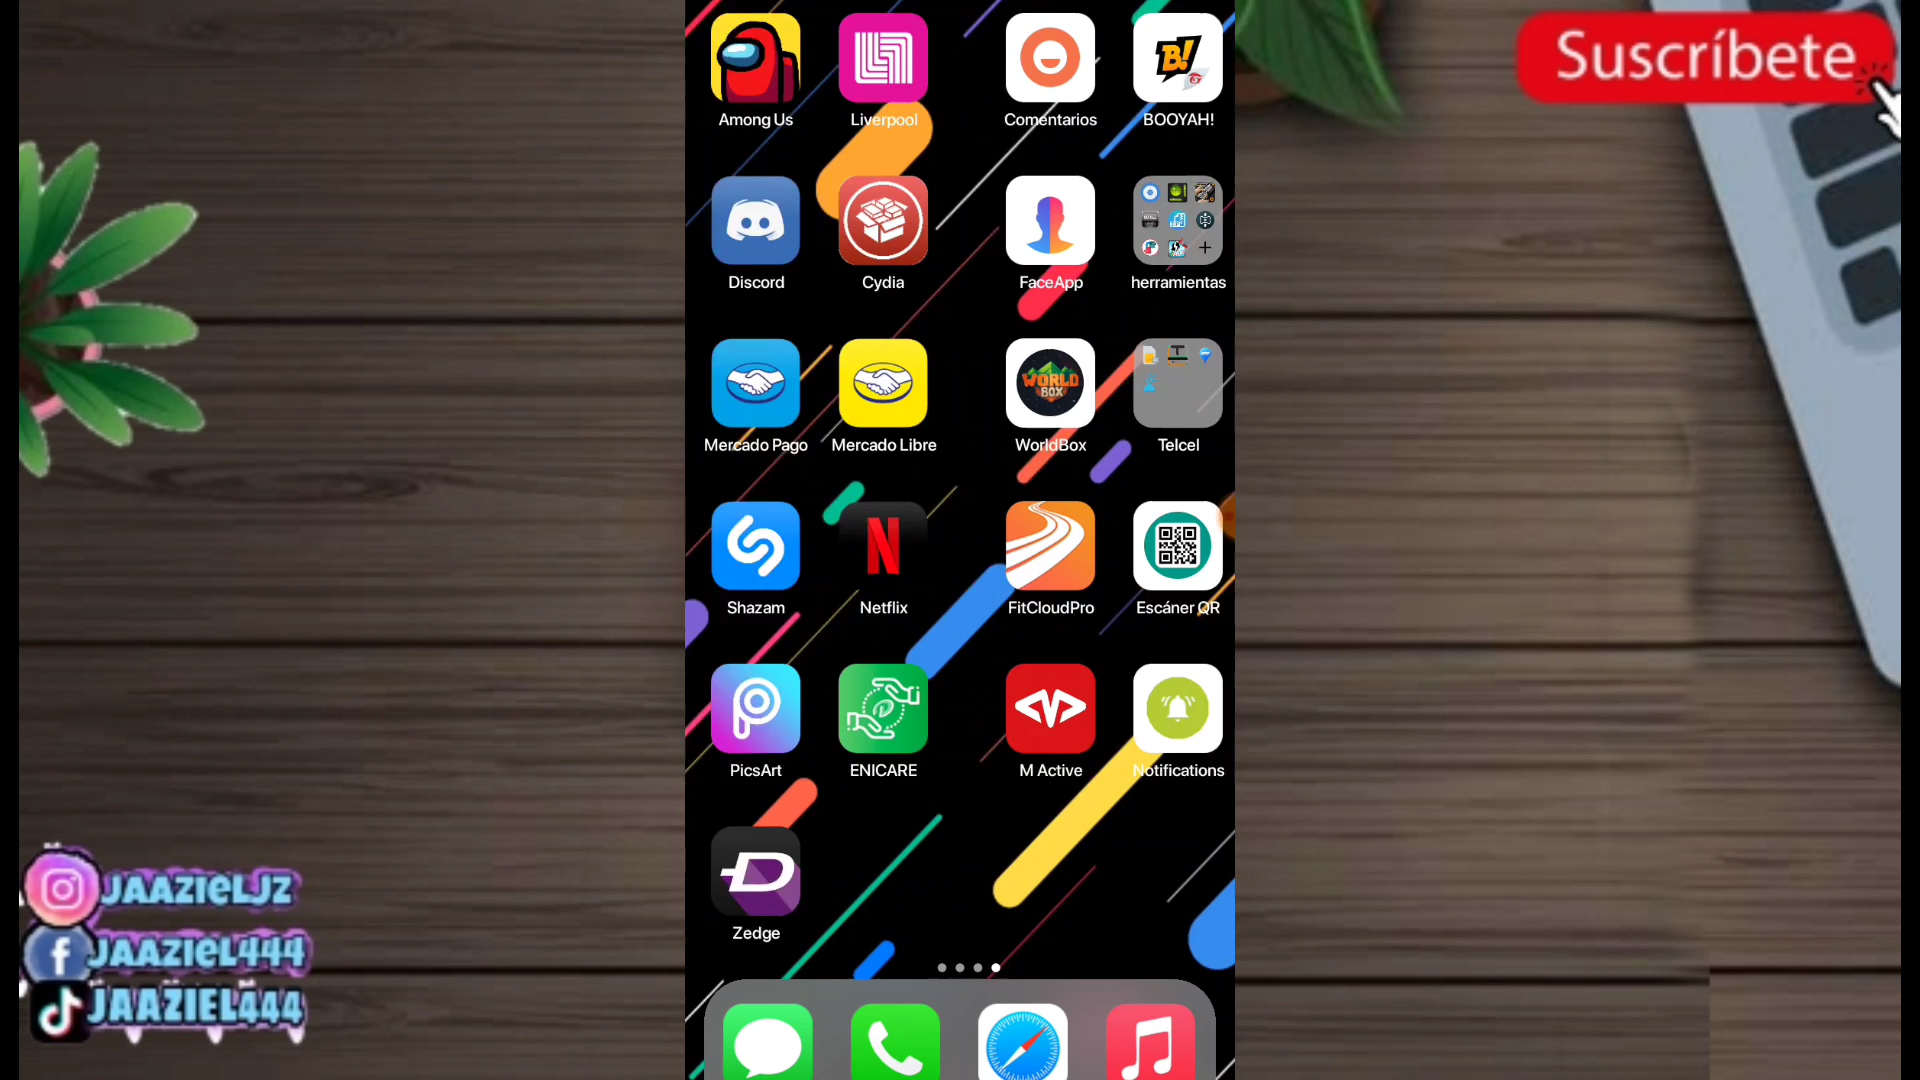 Suscríbete
Among Us
Liverpool
Comentarios
B!
BOOYAH!
Discord
Cydia
FaceApp
herramientas
Mercado Pago
Mercado Libre
WORLD
BOX
WorldBox
Telcel
Shazam
N
Netflix
FitCloudPro
Escáner QR
PicsArt
ENICARE
M Active
Notifications
Zedge
JAAZIELJZ
JAAZIEL444
JAAZIEL444